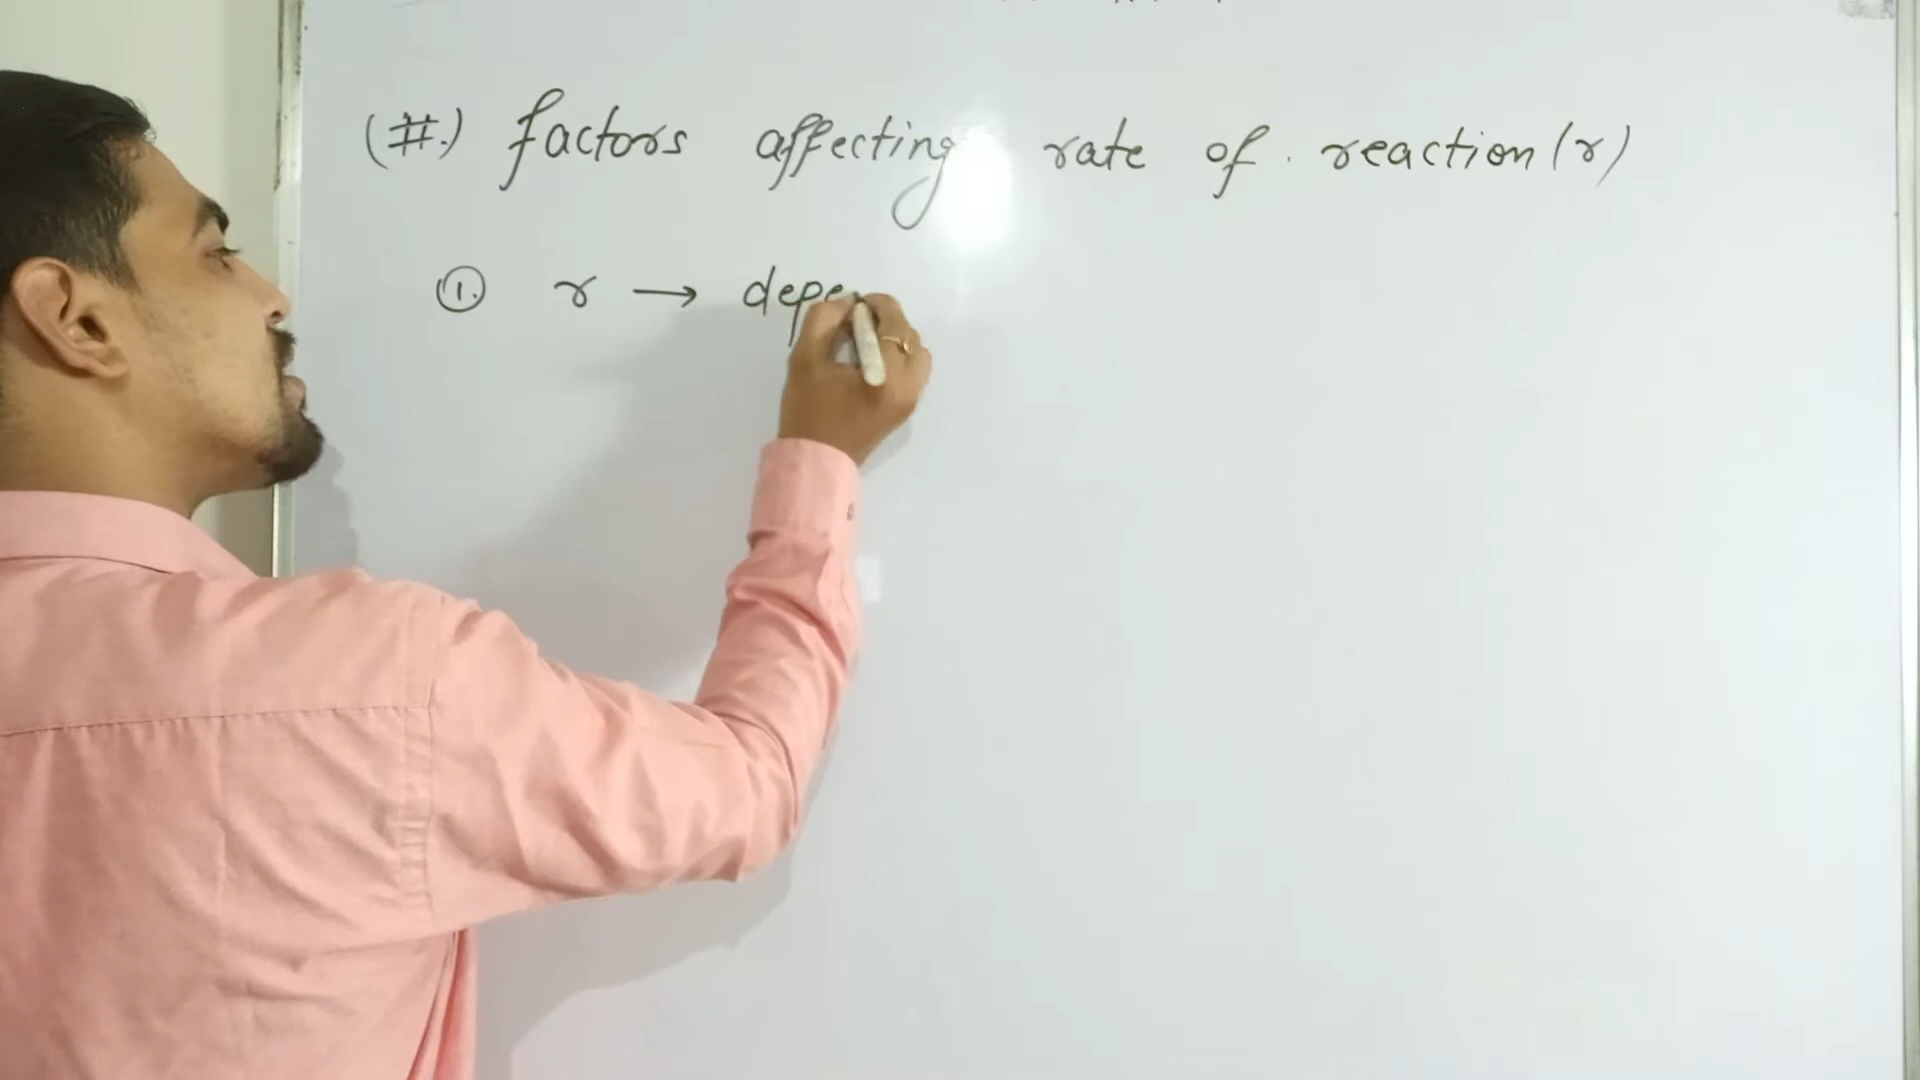 (#.) factors affecting rate of reaction (r)
①. r → depe